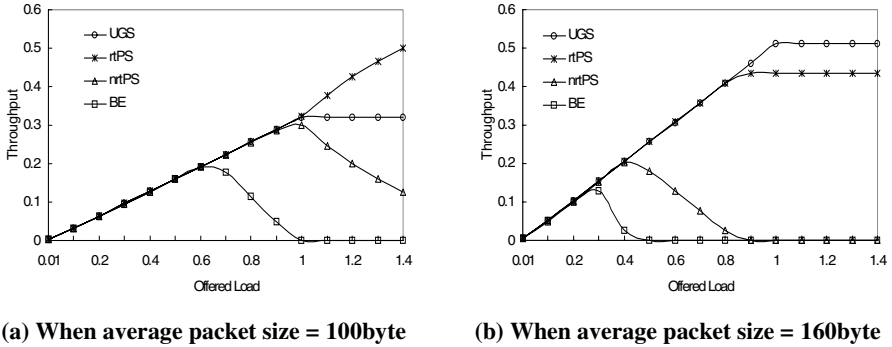 0.6
0.5
0.4
0.3
0.2
0.1
0
Throughput
UGS
rtPS
nrtPS
BE
0.01 0.2 0.4 0.6 0.8 1 1.2 1.4
Offered Load
(a) When average packet size = 100byte
0.6
0.5
0.4
0.3
0.2
0.1
0
Throughput
UGS
rtPS
nrtPS
BE
0.01 0.2 0.4 0.6 0.8 1 1.2 1.4
Offered Load
(b) When average packet size = 160byte